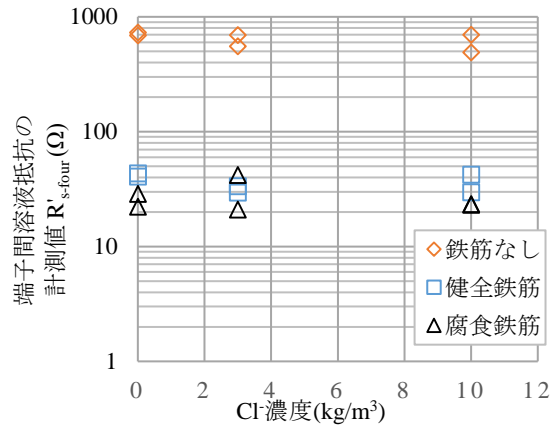 端子間溶液抵抗の
計測値 R's-four (Ω)
1000
100
10
1
0 2 4 6 8 10 12
Cl-濃度(kg/m3)
鉄筋なし
健全鉄筋
腐食鉄筋